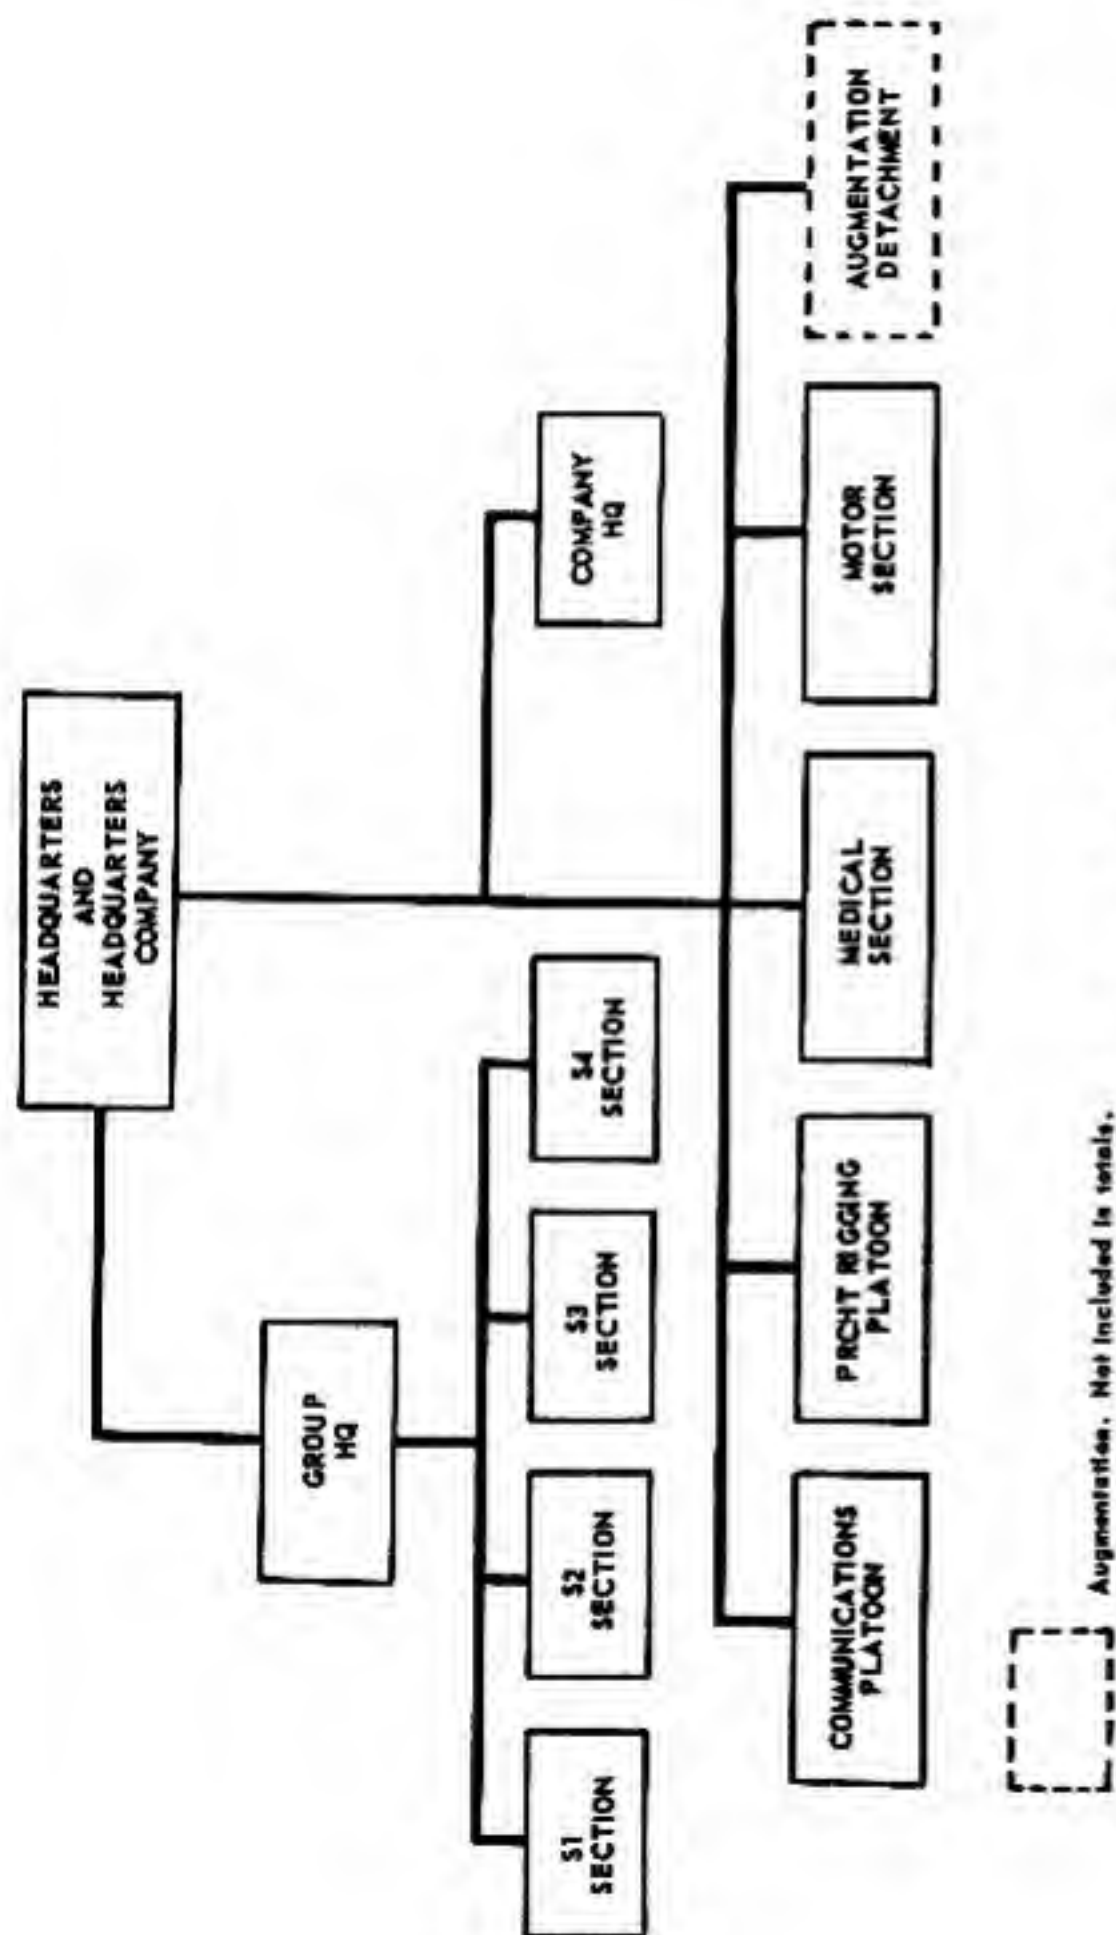 HEADQUARTERS
AND
HEADQUARTERS
COMPANY
GROUP
HQ
COMPANY
HQ
S1
SECTION
S2
SECTION
S3
SECTION
S4
SECTION
COMMUNICATIONS
PLATOON
PRCHT RIGGING
PLATOON
MEDICAL
SECTION
MOTOR
SECTION
AUGMENTATION
DETACHMENT
Augmentation. Not included in totals.